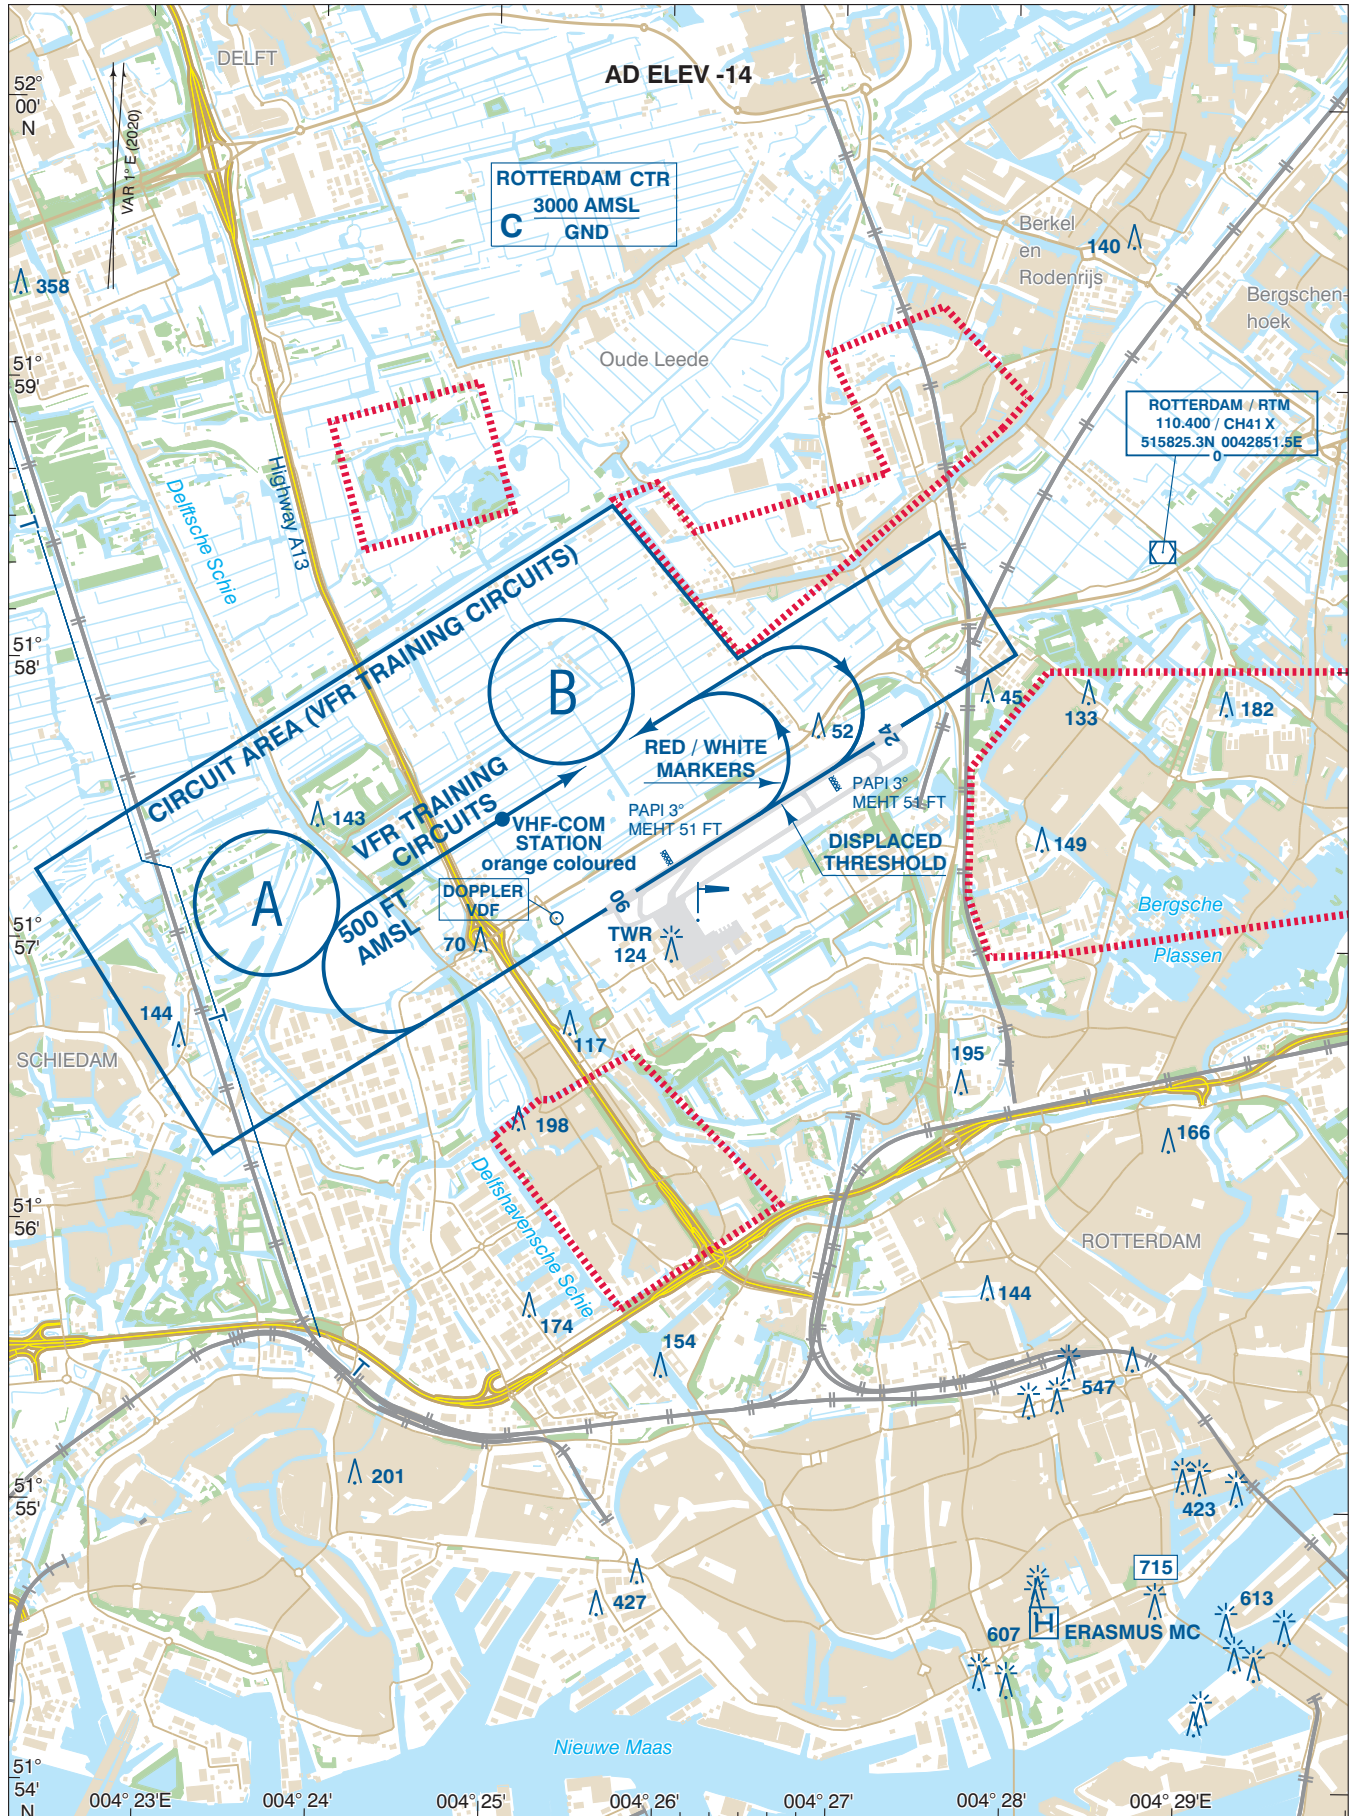 DELFT
AD ELEV -14
52°
00'
N
VAR 1° E (2020)
ROTTERDAM CTR
3000 AMSL
C
GND
Berkel
en
Rodenrijs
140
358
Bergschen-
hoek
51°
59'
Oude Leede
ROTTERDAM / RTM
110.400 / CH41 X
515825.3N 0042851.5E
0
Highway A13
Delftsche Schie
T
51°
58'
CIRCUIT AREA (VFR TRAINING CIRCUITS)
B
45
133
182
52
24
RED / WHITE
MARKERS
PAPI 3°
MEHT 51 FT
143
VFR TRAINING
CIRCUITS
VHF-COM
STATION
orange coloured
PAPI 3°
MEHT 51 FT
DISPLACED
THRESHOLD
149
A
500 FT
AMSL
DOPPLER
VDF
06
Bergsche
Plassen
51°
57'
70
TWR
124
144
T
SCHIEDAM
117
195
198
166
Delfshavensche Schie
51°
56'
ROTTERDAM
144
174
154
T
547
201
51°
55'
423
427
715
613
607
H
ERASMUS MC
Nieuwe Maas
51°
54'
N
004° 23'E
004° 24'
004° 25'
004° 26'
004° 27'
004° 28'
004° 29'